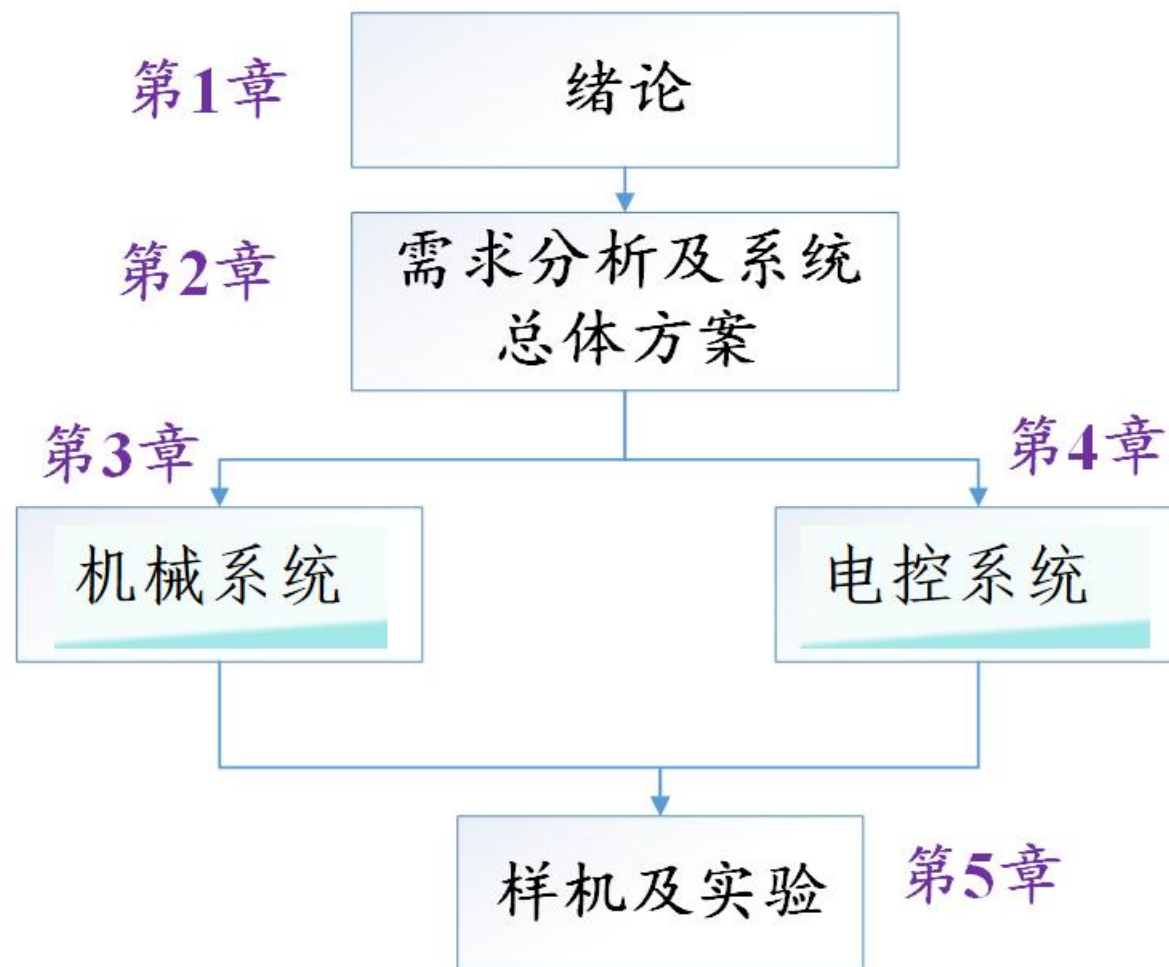 第1章
绪论
第2章
需求分析及系统
总体方案
第3章
第4章
机械系统
电控系统
样机及实验
第5章